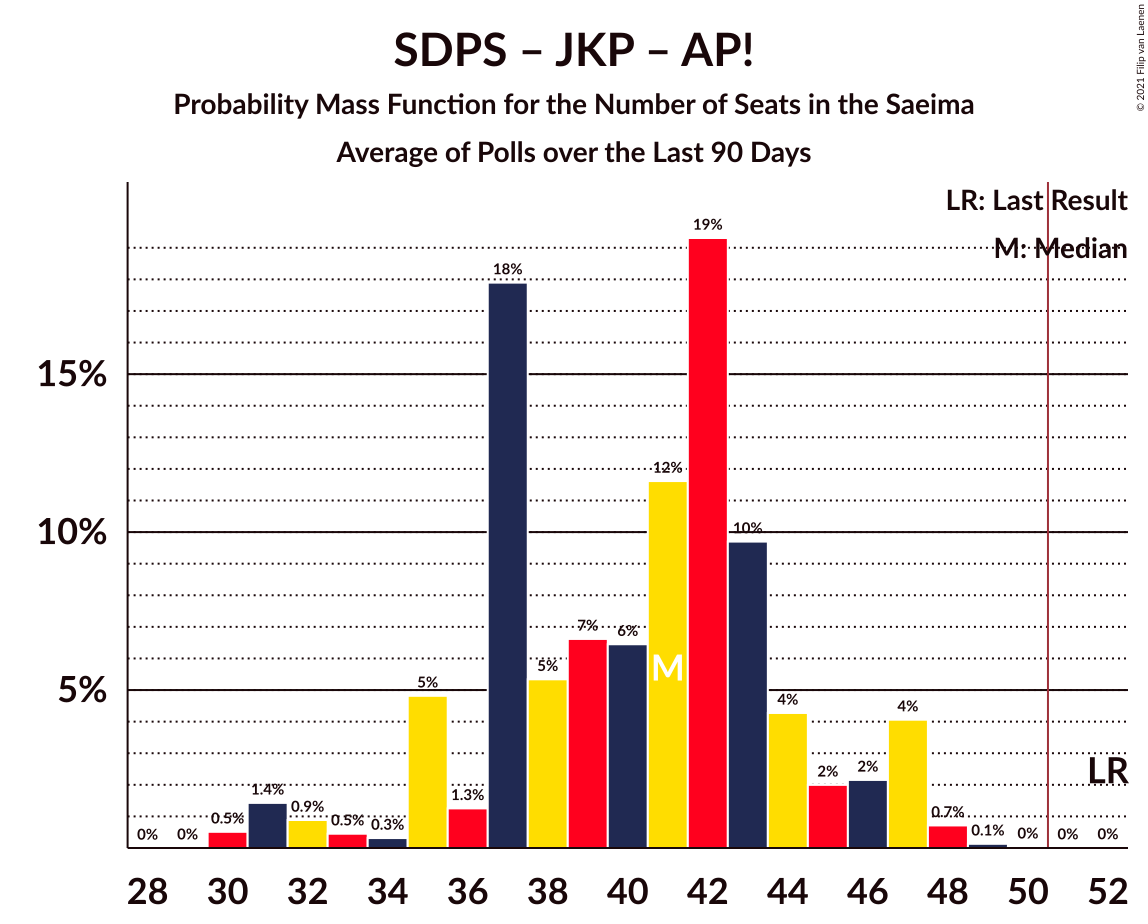 SDPS – JKP – AP!
Probability Mass Function for the Number of Seats in the Saeima
Average of Polls over the Last 90 Days
© 2021 Filip van Laenen
LR: Last Result
M: Median
15%
10%
5%
0% 0% 0.5% 1.4% 0.9% 0.5% 0.3% 5% 1.3% 18% 5% 7% 6% 12% 19% 10% 4% 2% 2% 4% 0.7% 0.1% 0% 0% 0%
M
LR
28 30 32 34 36 38 40 42 44 46 48 50 52